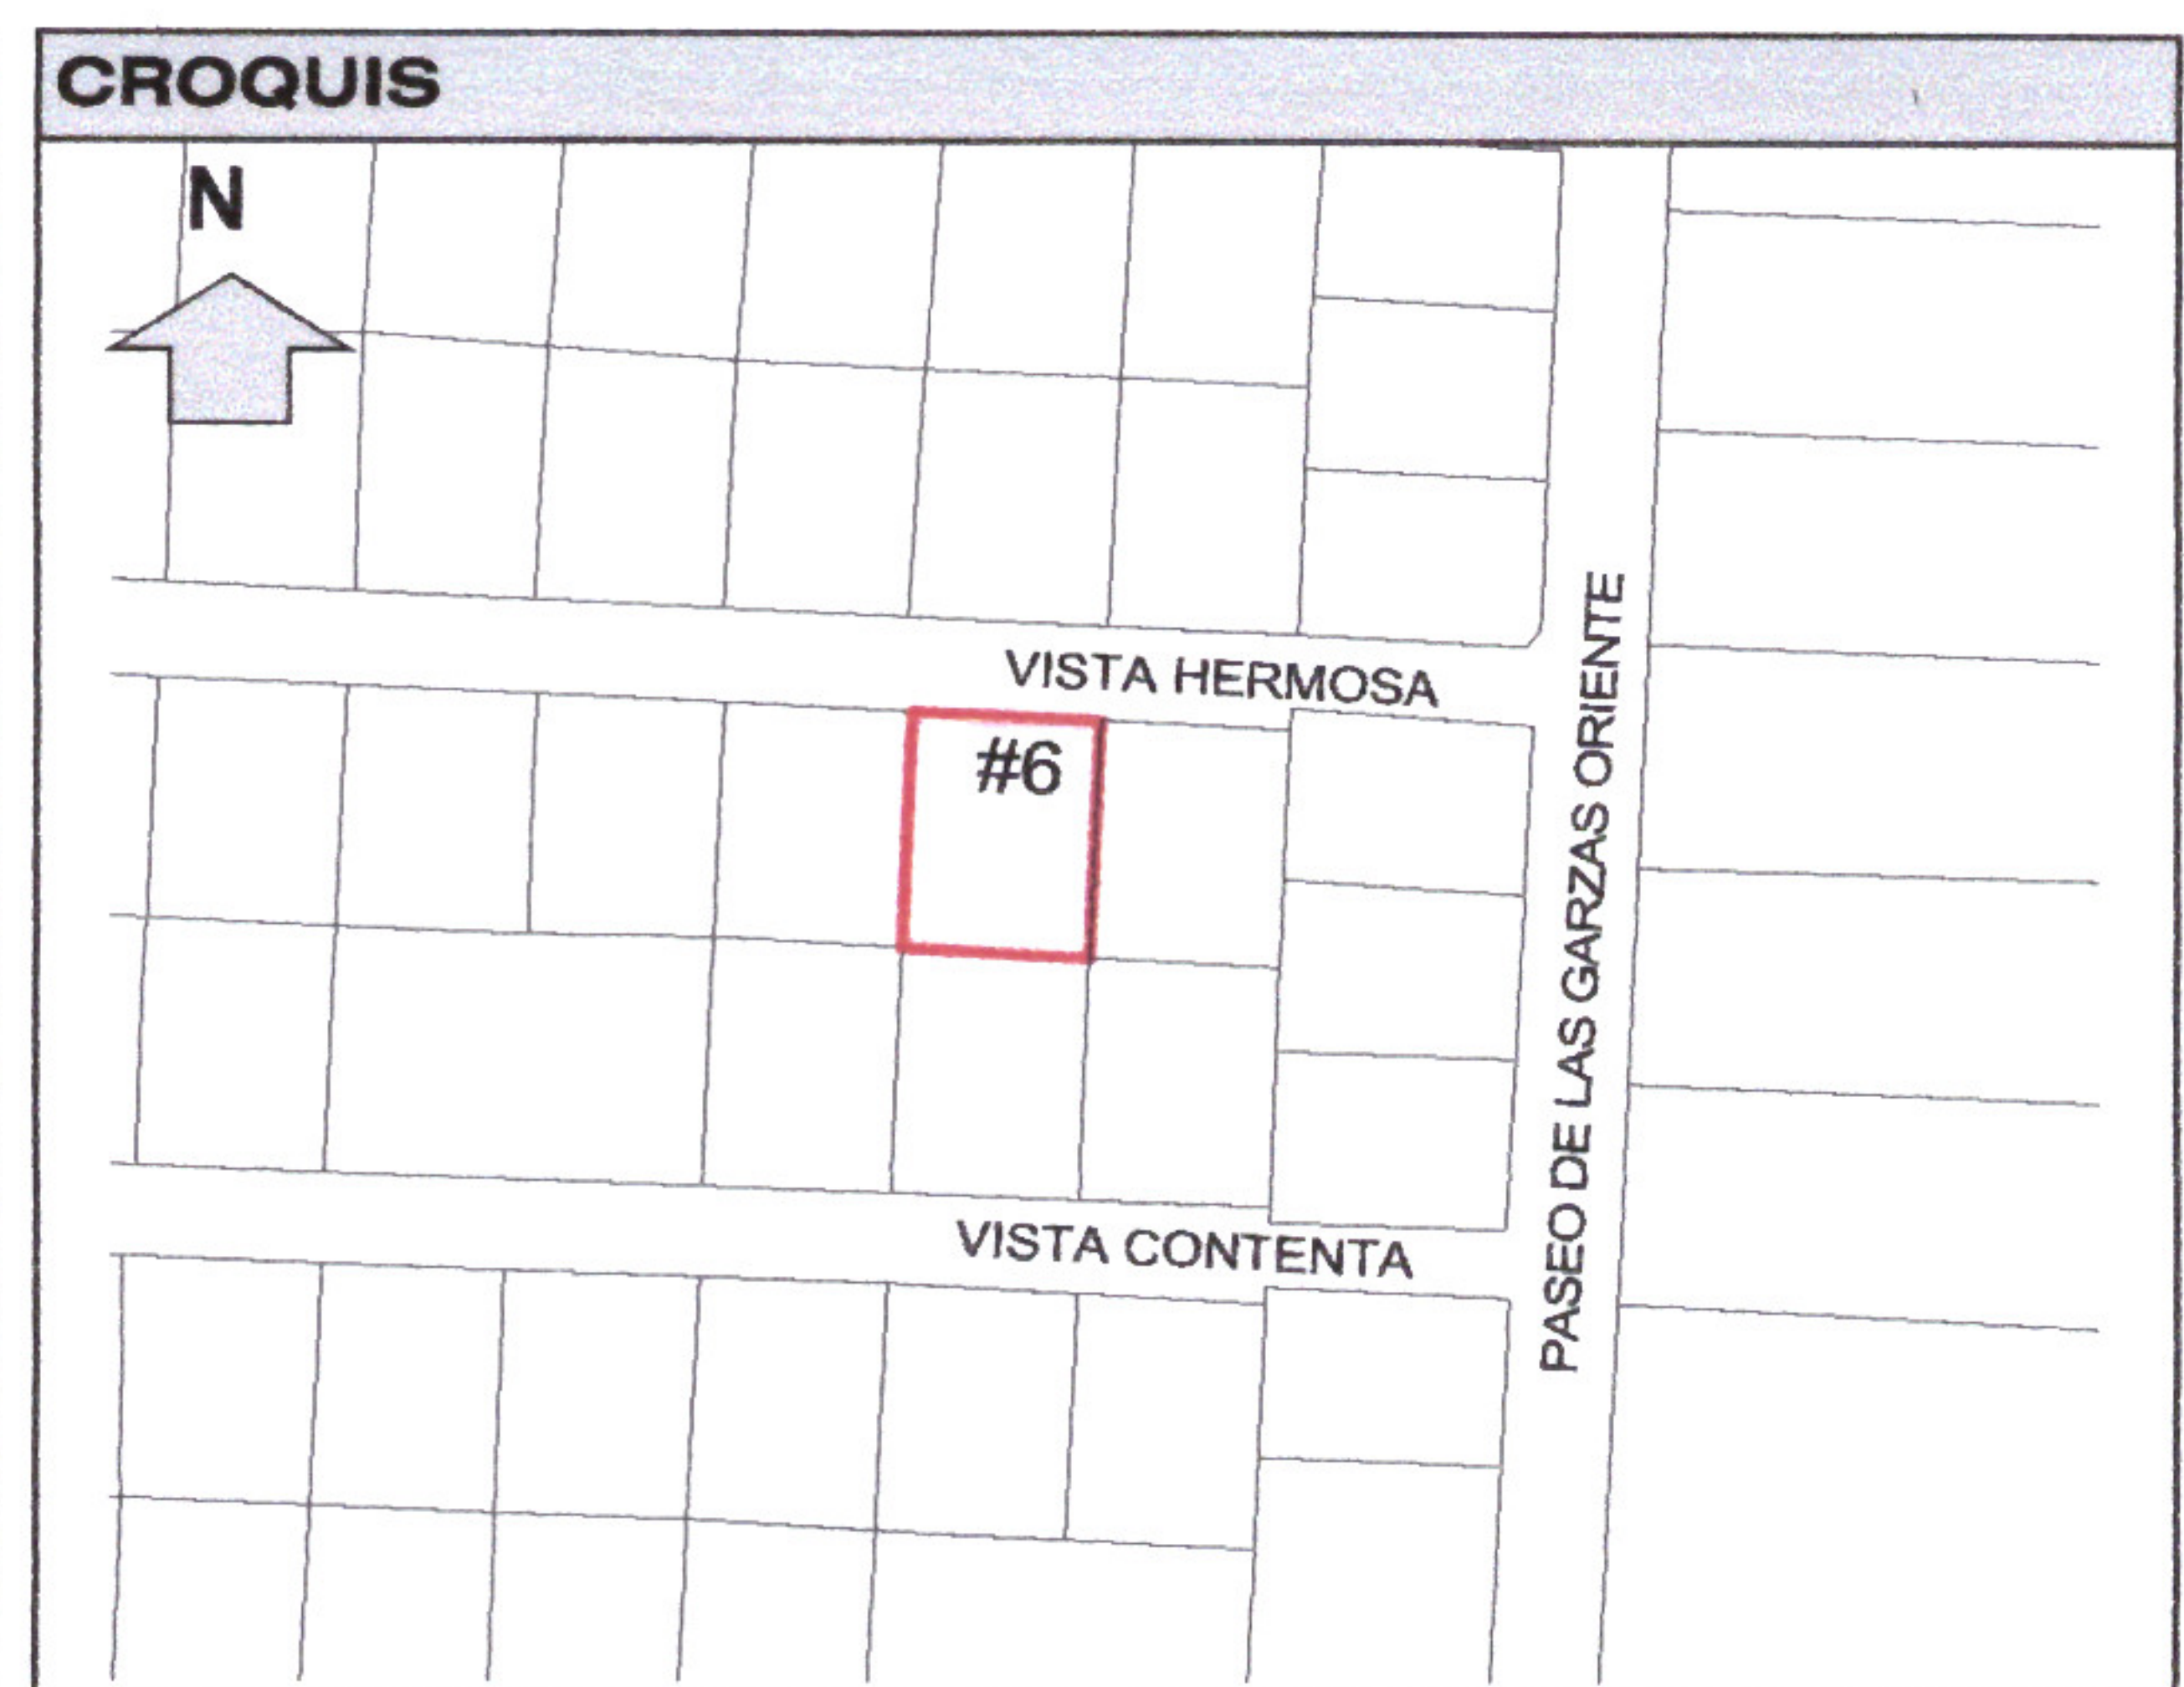 CROQUIS
N
VISTA HERMOSA
#6
PASEO DE LAS GARZAS ORIENTE
VISTA CONTENTA